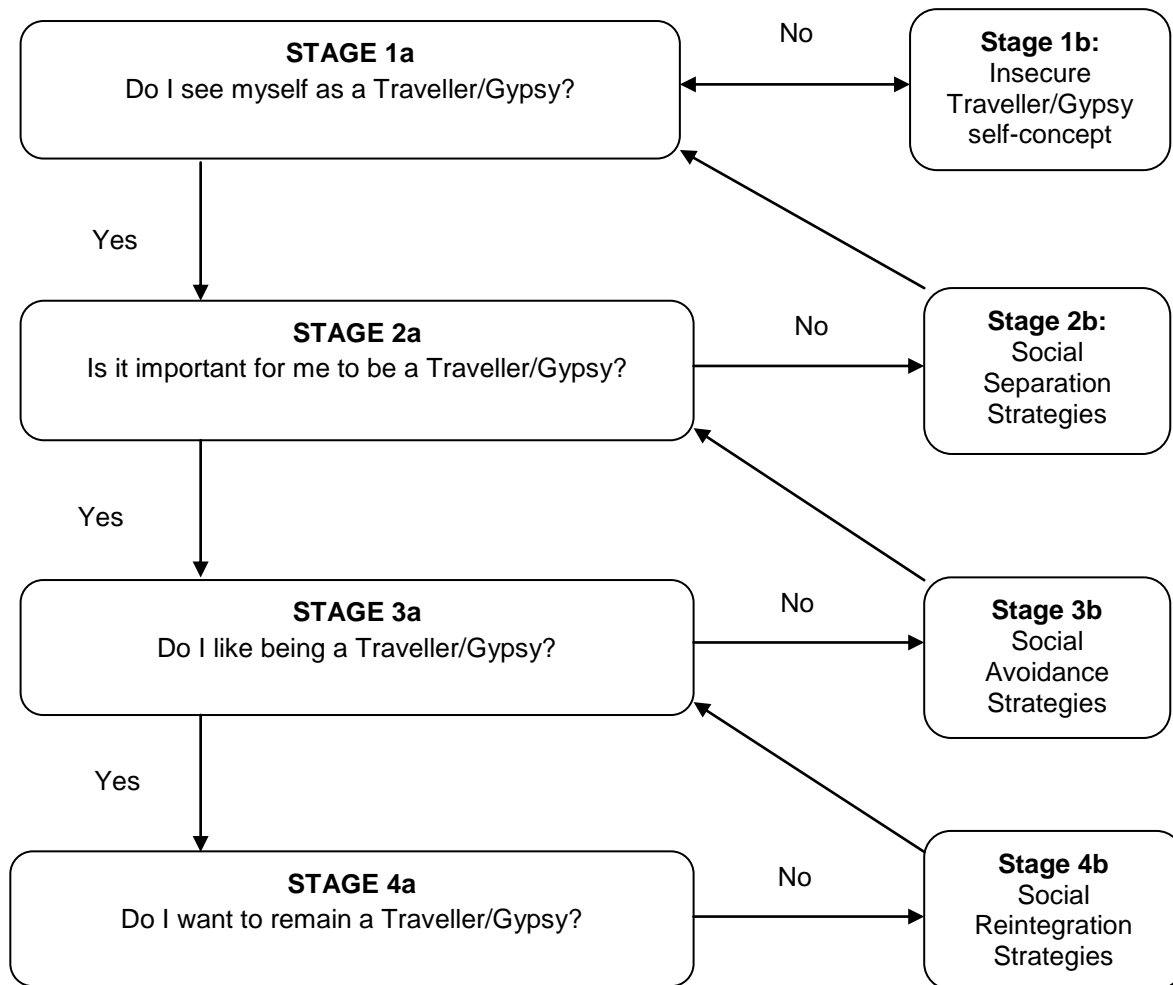 STAGE 1a
Do I see myself as a Traveller/Gypsy?
No
Stage 1b:
Insecure
Traveller/Gypsy
self-concept
Yes
STAGE 2a
Is it important for me to be a Traveller/Gypsy?
No
Stage 2b:
Social
Separation
Strategies
Yes
STAGE 3a
Do I like being a Traveller/Gypsy?
No
Stage 3b
Social
Avoidance
Strategies
Yes
STAGE 4a
Do I want to remain a Traveller/Gypsy?
No
Stage 4b
Social
Reintegration
Strategies